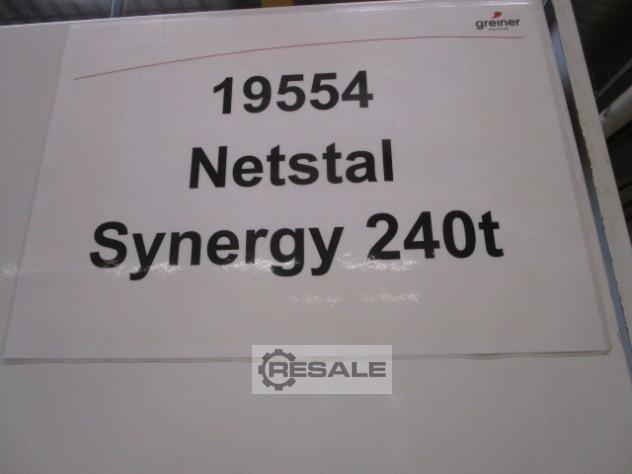 greiner
19554
Netstal
Synergy 240t
RESALE